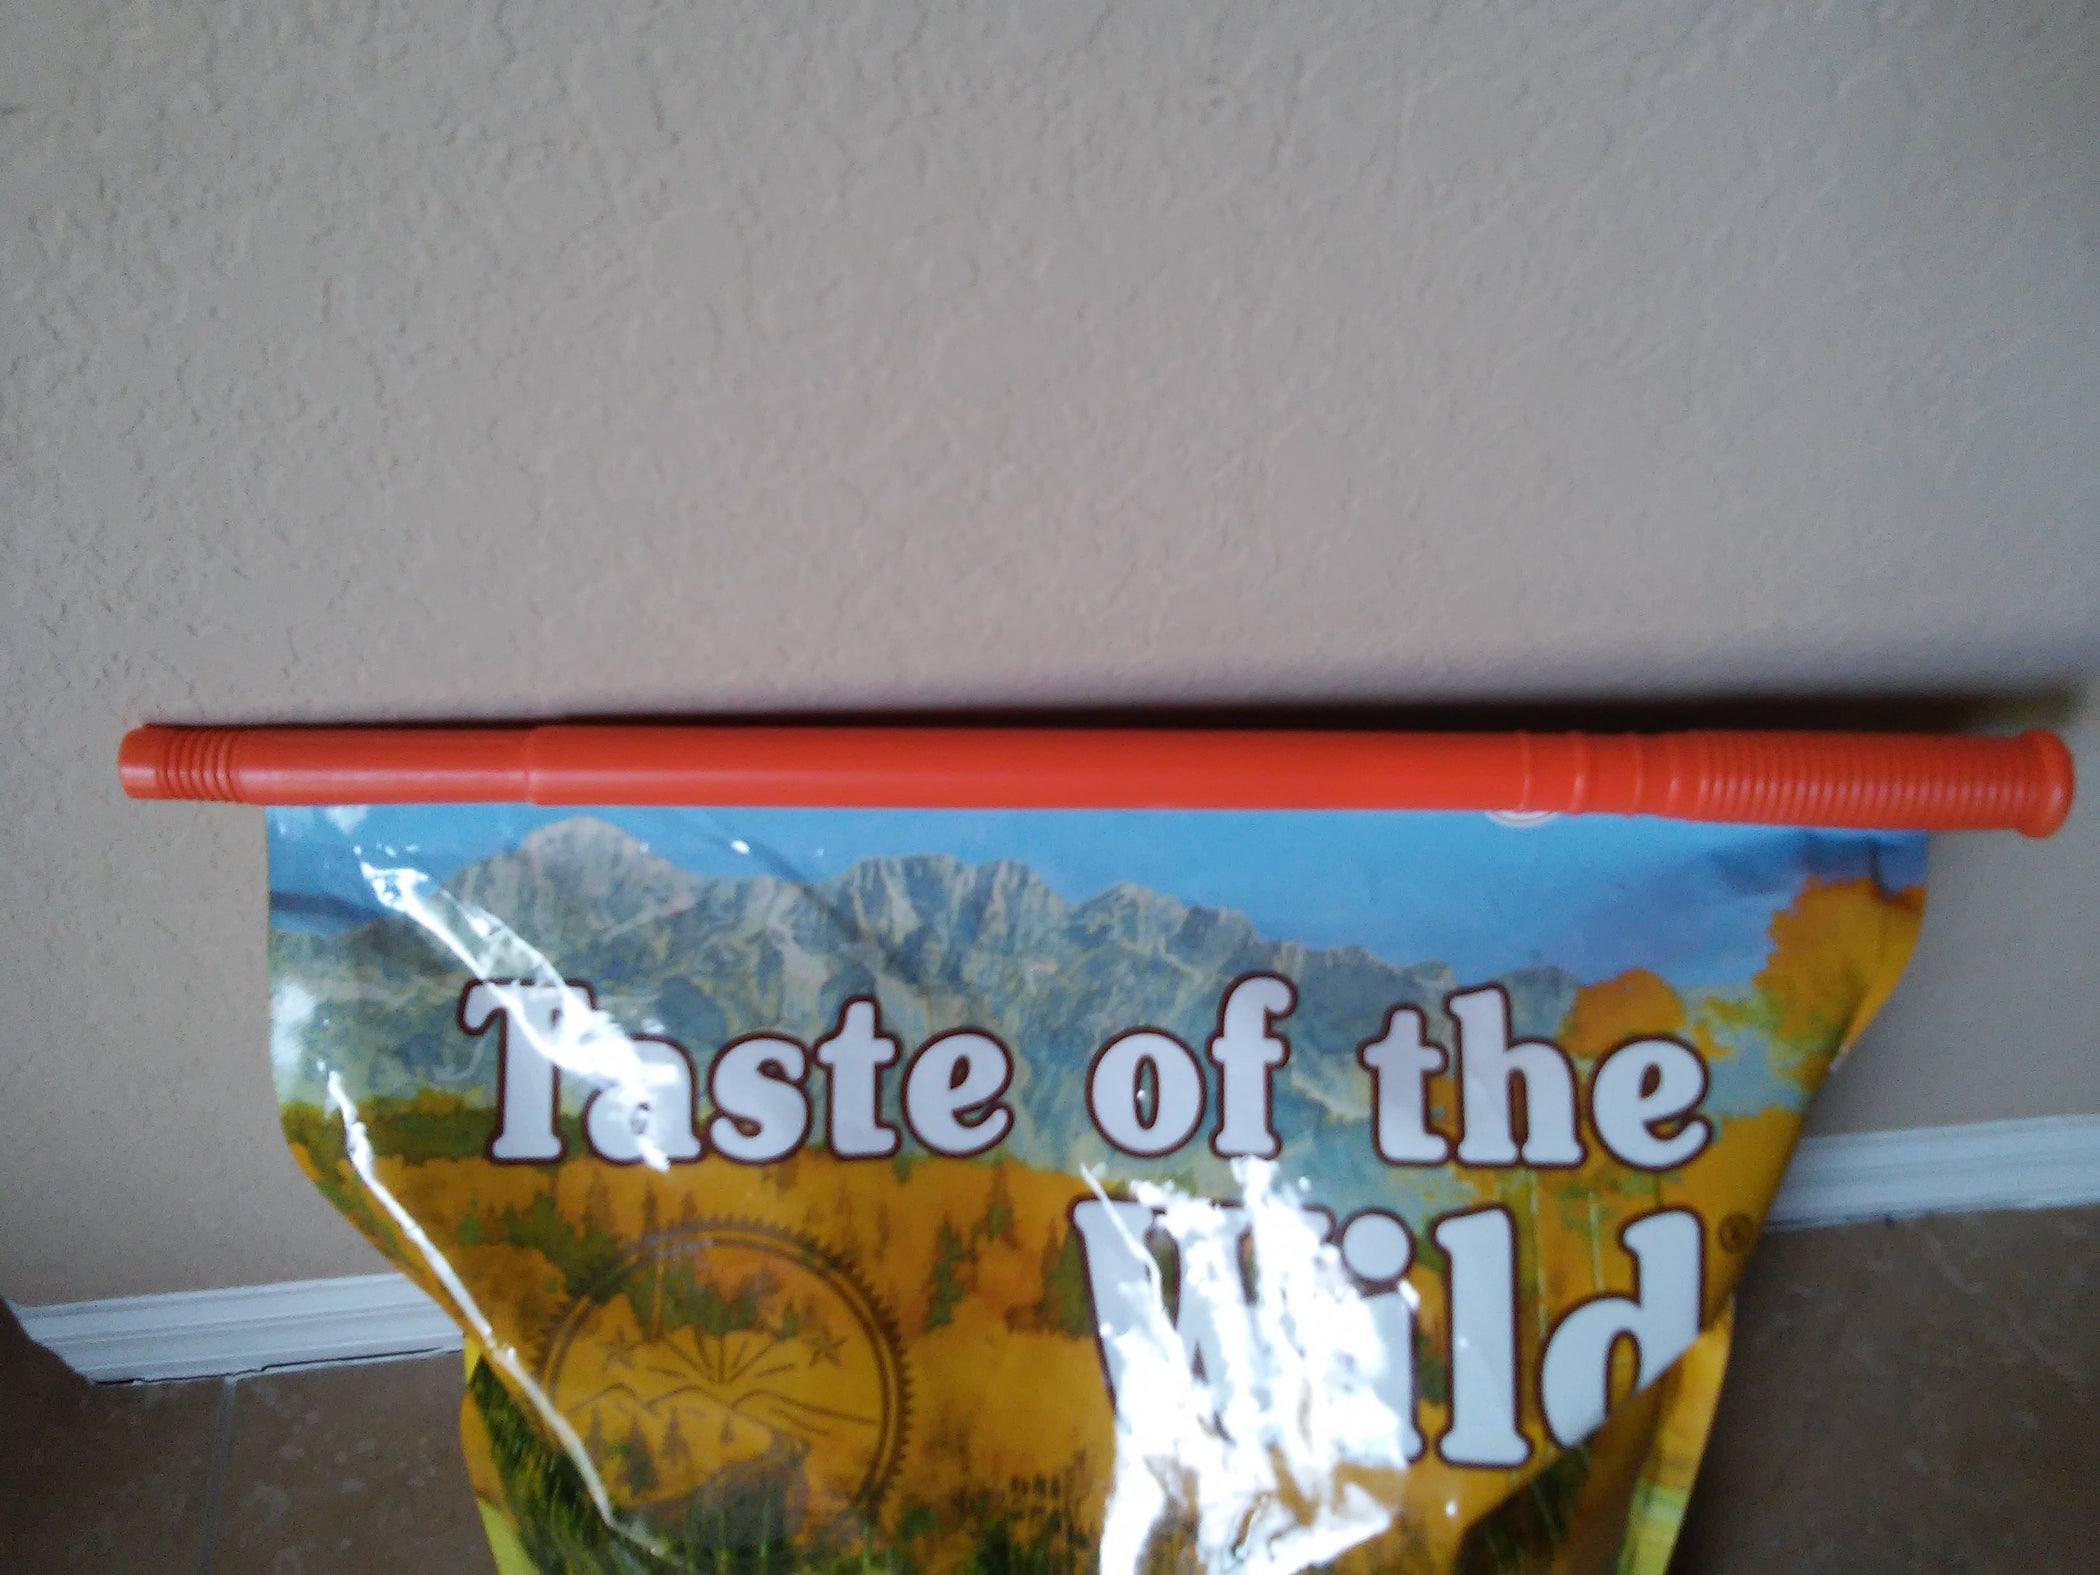 Taste of the
Wild®